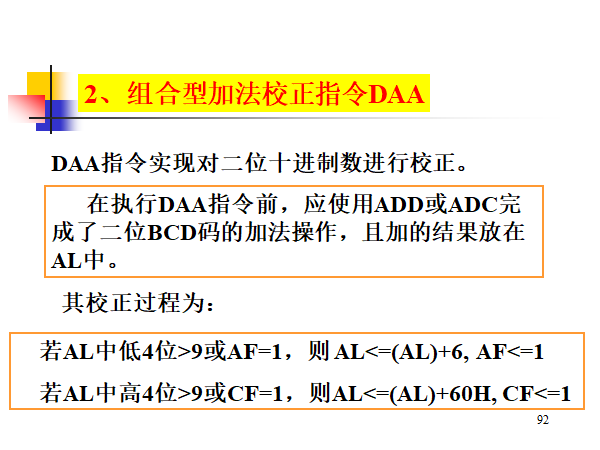 2、组合型加法校正指令DAA
DAA指令实现对二位十进制数进行校正。
在执行DAA指令前，应使用ADD或ADC完
成了二位BCD码的加法操作，且加的结果放在
AL中。
其校正过程为：
若AL中低4位>9或AF=1，则 AL<=(AL)+6, AF<=1
若AL中高4位>9或CF=1，则AL<=(AL)+60H, CF<=1
92